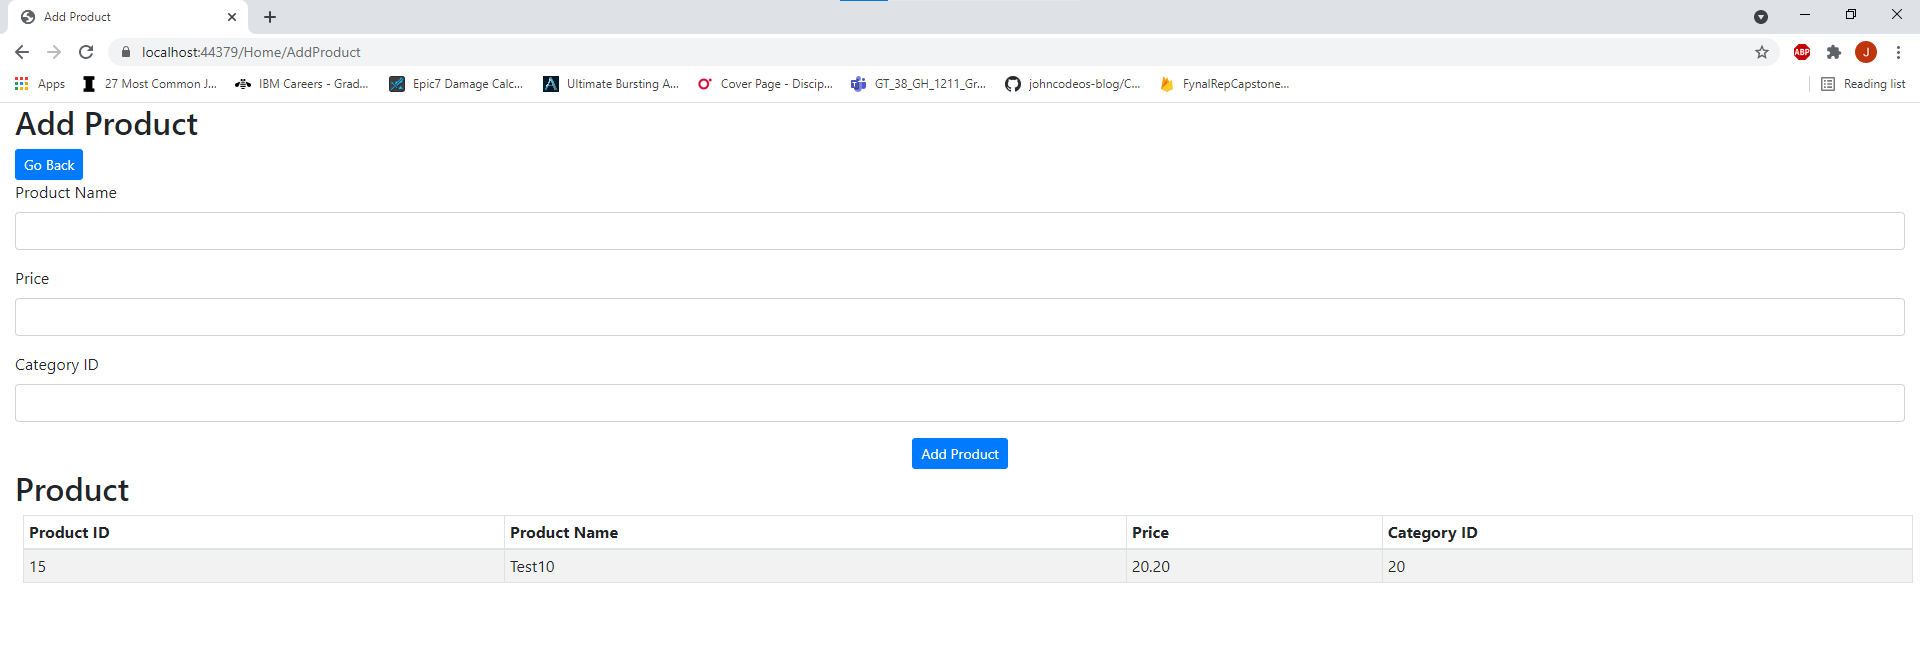 Add Product
localhost:44379/Home/AddProduct
ABP
J
Apps
27 Most Common J...
IBM Careers - Grad...
Epic7 Damage Calc...
Ultimate Bursting A...
Cover Page - Discip...
GT_38_GH_1211_Gr...
johncodeos-blog/C...
FynalRepCapstone...
Reading list
Add Product
Go Back
Product Name
Price
Category ID
Add Product
Product
Product ID Product Name Price Category ID
15 Test10 20.20 20